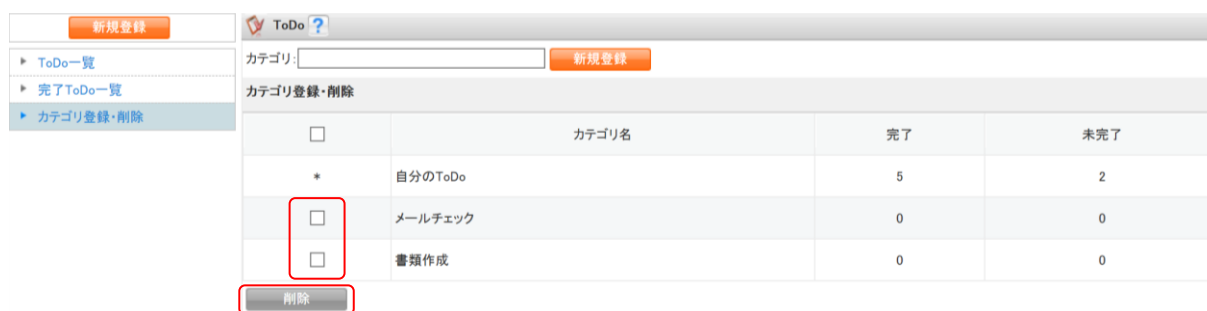 新規登録
ToDo一覧
完了ToDo一覧
カテゴリ登録・削除
ToDo ?
カテゴリ: 新規登録
カテゴリ登録・削除
カテゴリ名 完了 未完了
* 自分のToDo 5 2
メールチェック 0 0
書類作成 0 0
削除